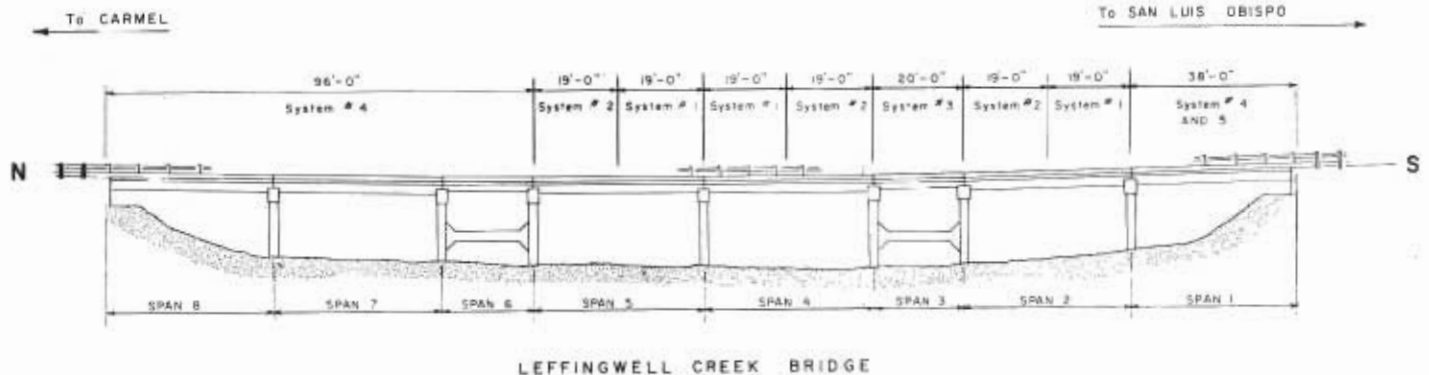 To CARMEL
To SAN LUIS OBISPO
96'-0" 19'-0" 19'-0" 19'-0" 19'-0" 20'-0" 19'-0" 19'-0" 38'-0"
System # 4 System # 2 System # 1 System # 1 System # 2 System # 3 System # 2 System # 1 System # 4
AND 5
N S
SPAN 8 SPAN 7 SPAN 6 SPAN 5 SPAN 4 SPAN 3 SPAN 2 SPAN 1
LEFFINGWELL CREEK BRIDGE